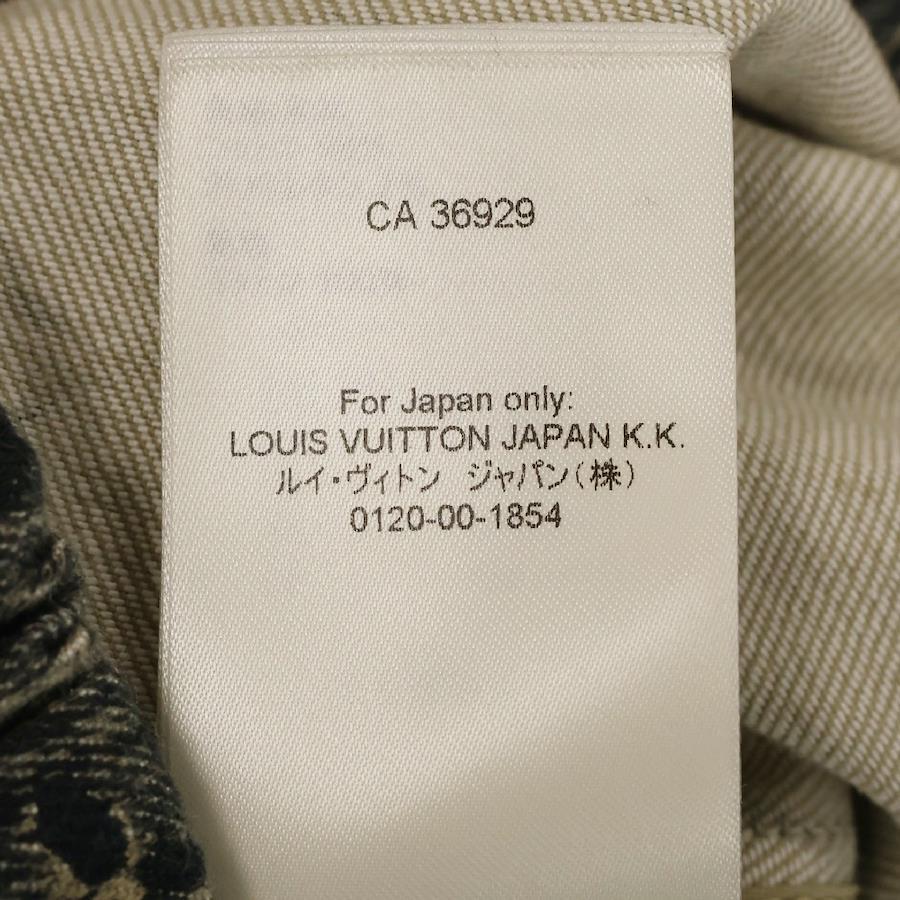 CA 36929
For Japan only:
LOUIS VUITTON JAPAN K.K.
ルイ・ヴィトン　ジャパン(株)
0120-00-1854